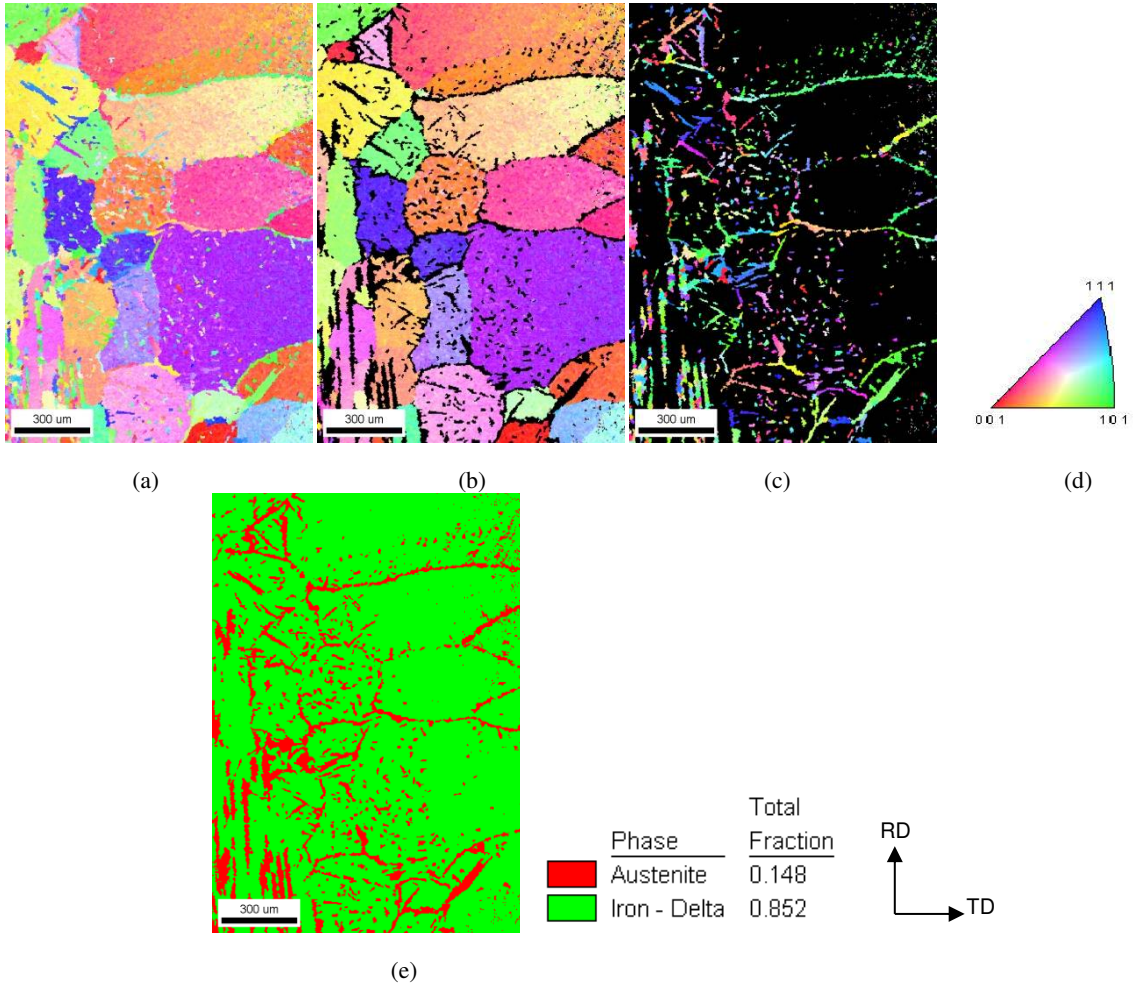 300 um
300 um
300 um
1 1 1
0 0 1
1 0 1
(a)
(b)
(c)
(d)
300 um
Total
Phase Fraction
Austenite 0.148
Iron - Delta 0.852
RD
TD
(e)